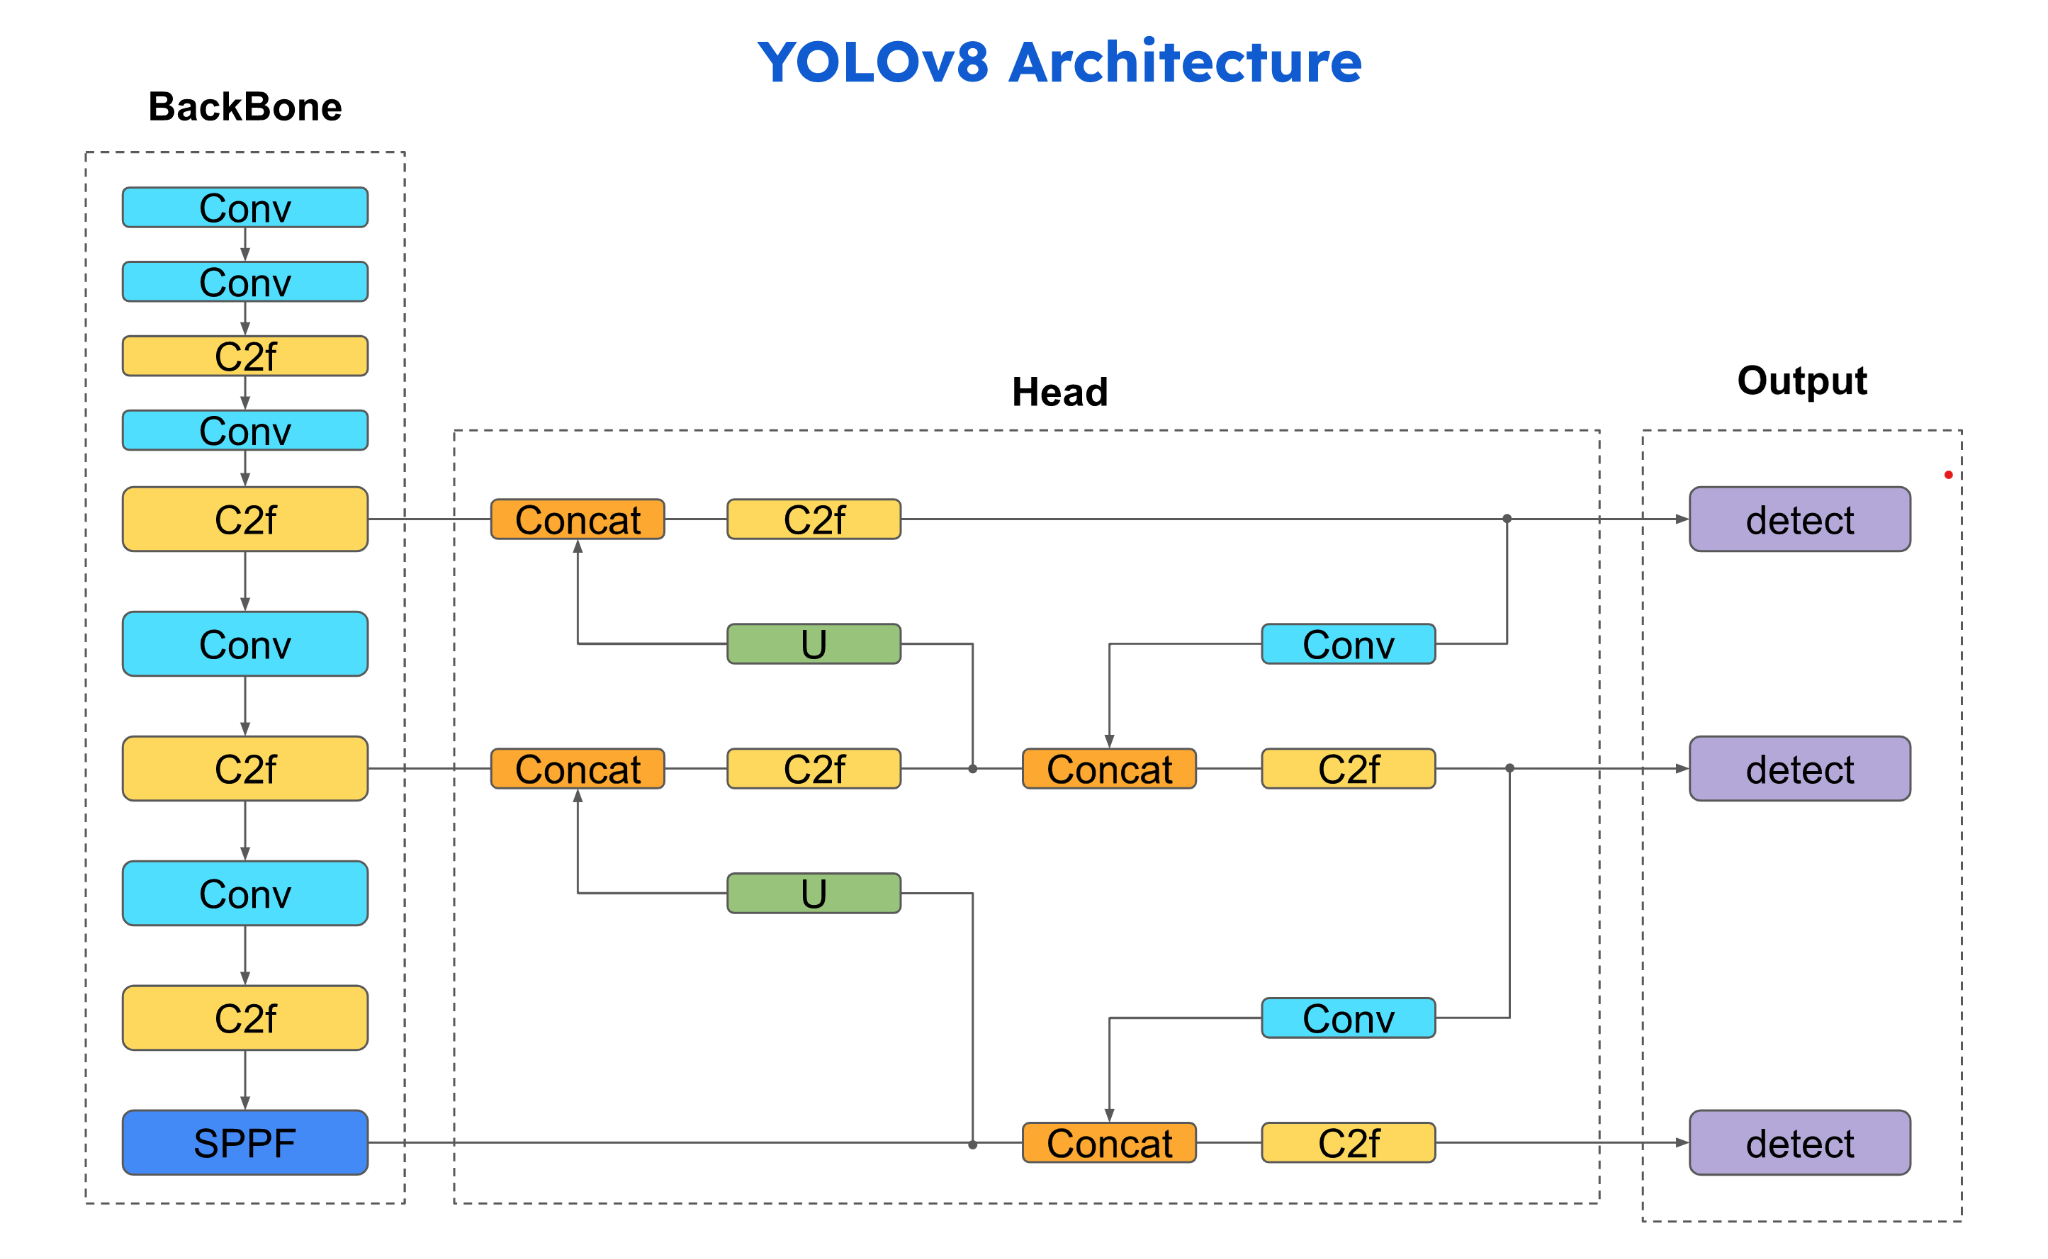 YOLOv8 Architecture
BackBone
Conv
Conv
C2f
Conv
C2f
Conv
C2f
Conv
C2f
SPPF
Head
Concat
C2f
U
Conv
Concat
C2f
Concat
C2f
U
Conv
Concat
C2f
Output
detect
detect
detect